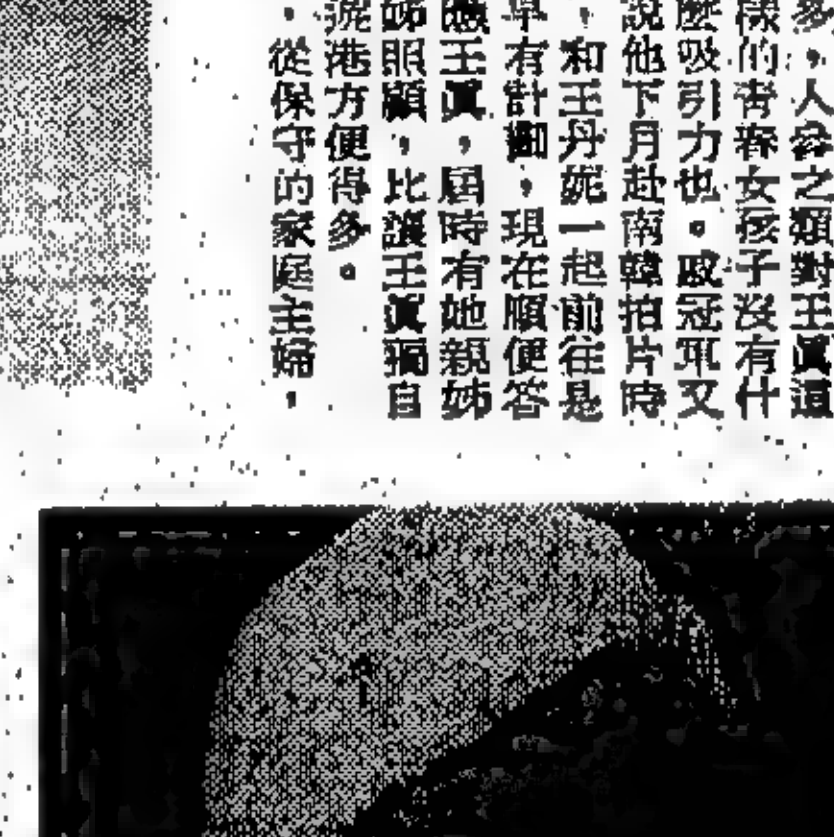 多，人參之類對王眞這
樣的青春女孩子沒有什
麼吸引力也。戚冠軍又
說他下月赴南韓拍片時
，和王丹妮一起前往是
早有計劃，現在順便答
應王眞，屆時有她親姊
姊照顧，比讓王眞獨自
港方便得多。
，從保守的家庭主婦，